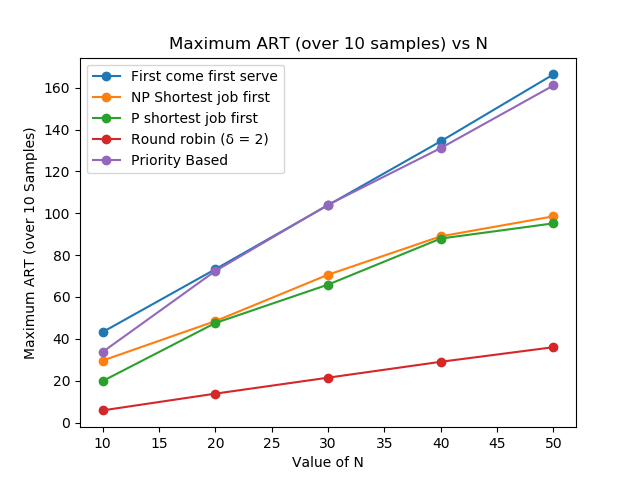 Maximum ART (over 10 samples) vs N
First come first serve
NP Shortest job first
P shortest job first
Round robin (δ = 2)
Priority Based
Maximum ART (over 10 Samples)
160
140
120
100
80
60
40
20
0
10 15 20 25 30 35 40 45 50
Value of N